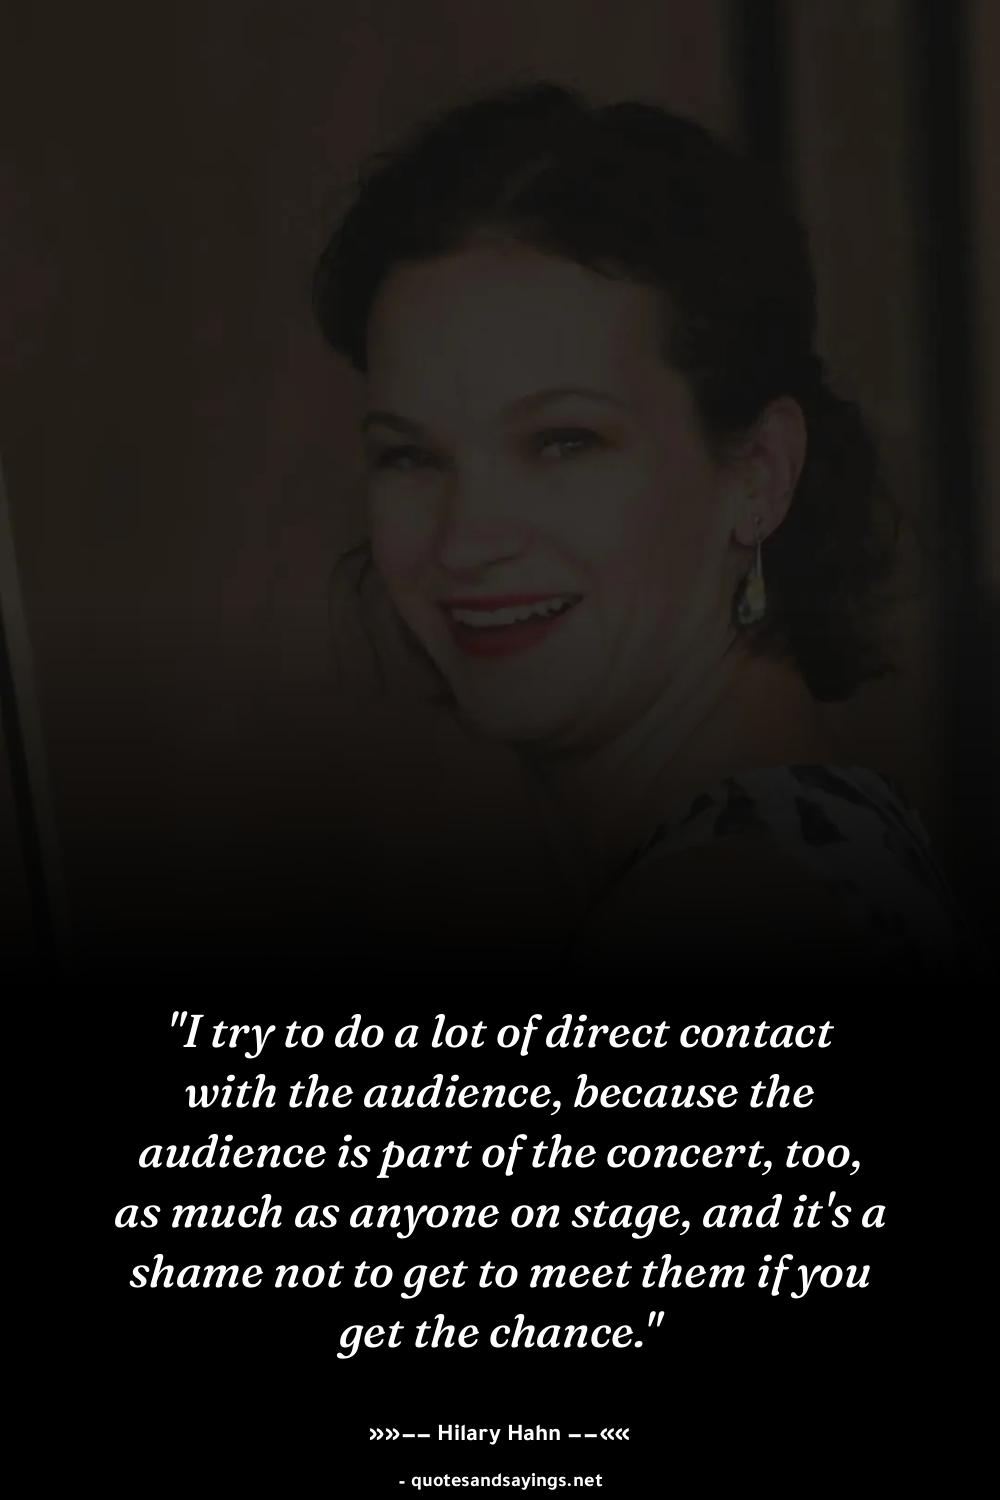 "I try to do a lot of direct contact
with the audience, because the
audience is part of the concert, too,
as much as anyone on stage, and it's a
shame not to get to meet them if you
get the chance."
»»—— Hilary Hahn ——««
- quotesandsayings.net